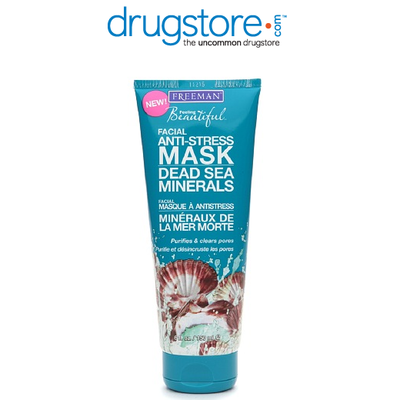 drugstore.com™
the uncommon drugstore
NEW!
FREEMAN
Feeling
Beautiful
FACIAL
ANTI-STRESS
MASK
DEAD SEA
MINERALS
FACIAL
MASQUE À ANTISTRESS
MINÉRAUX DE
LA MER MORTE
Purifies & clears pores
Purifie et désincruste les pores